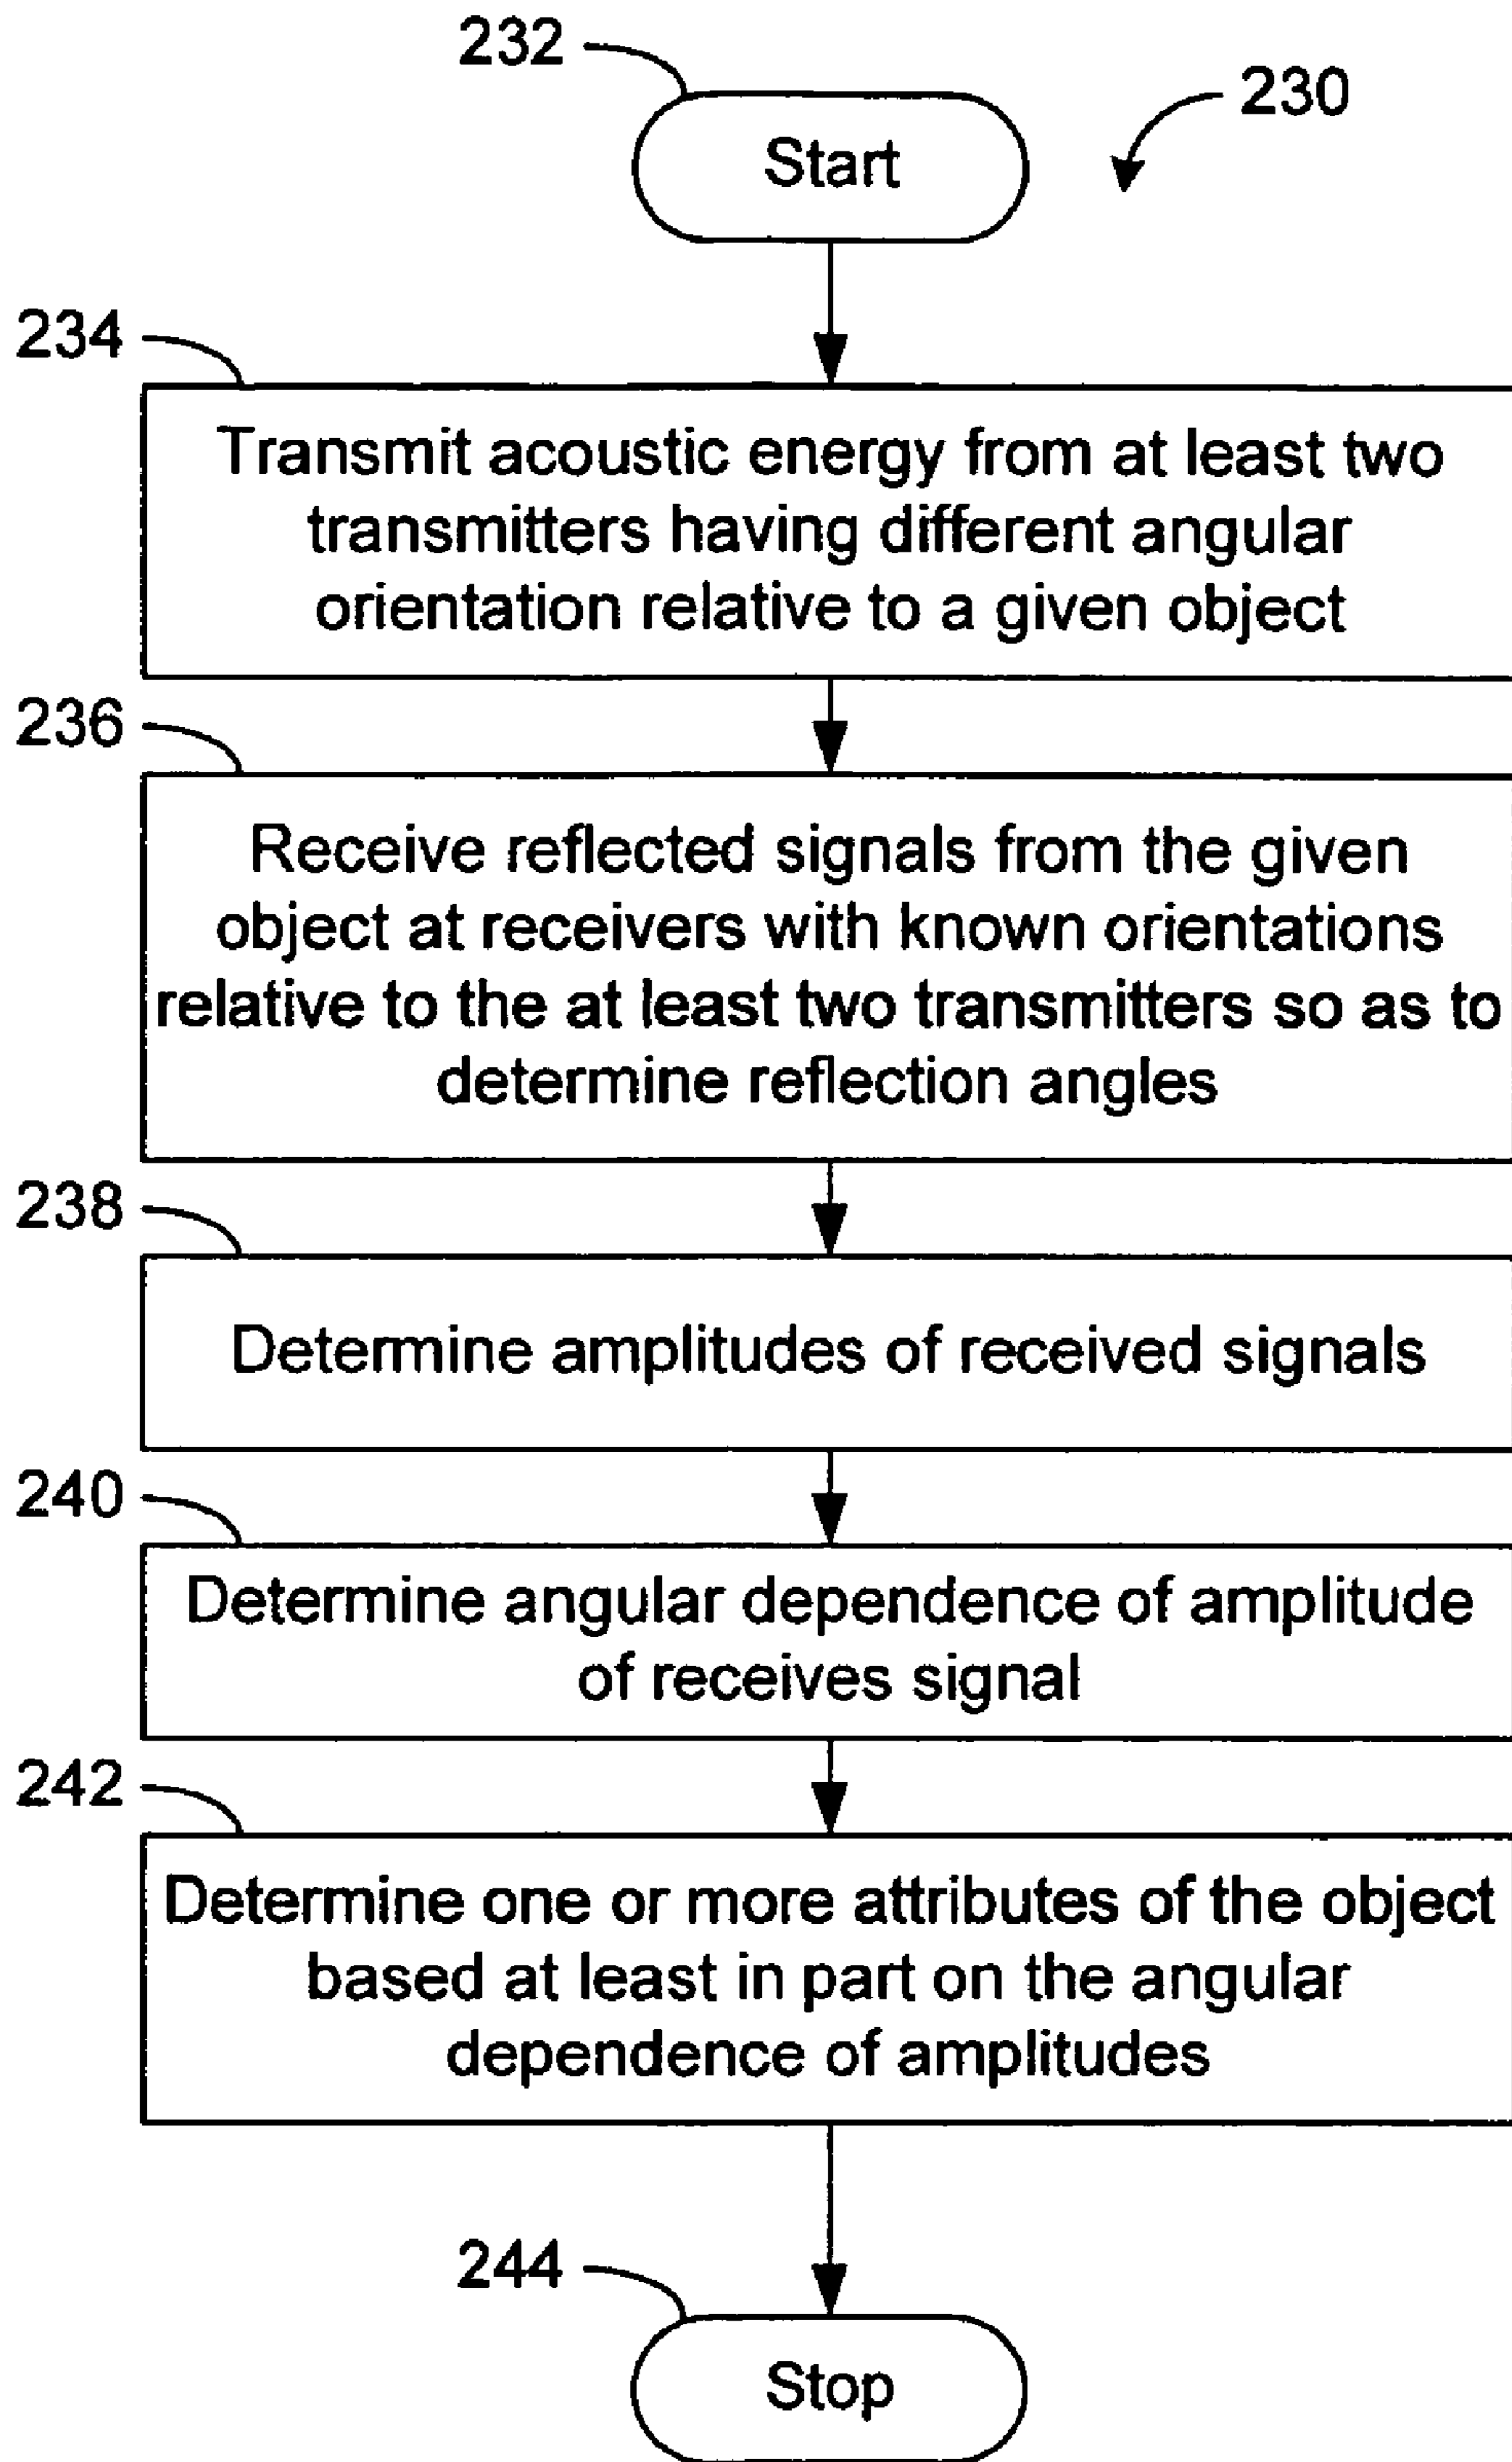 232
230
Start
234
Transmit acoustic energy from at least two
transmitters having different angular
orientation relative to a given object
236
Receive reflected signals from the given
object at receivers with known orientations
relative to the at least two transmitters so as to
determine reflection angles
238
Determine amplitudes of received signals
240
Determine angular dependence of amplitude
of receives signal
242
Determine one or more attributes of the object
based at least in part on the angular
dependence of amplitudes
244
Stop